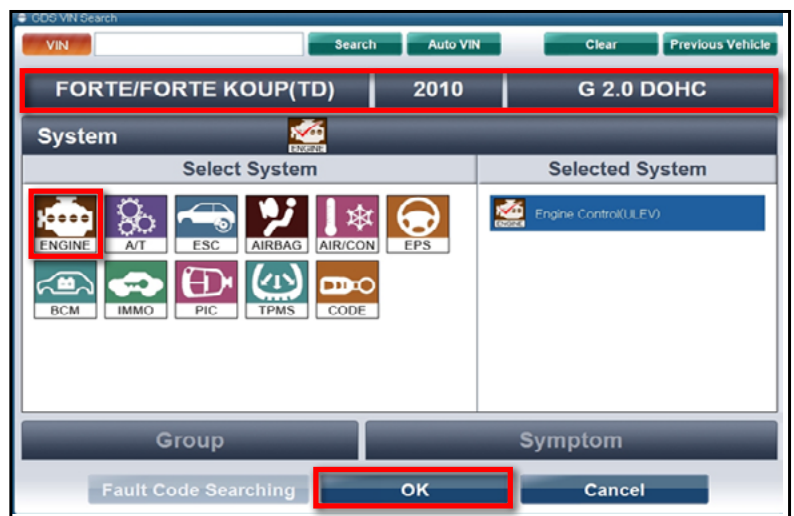 GDS VIN Search
VIN Search Auto VIN Clear Previous Vehicle
FORTE/FORTE KOUP(TD) 2010 G 2.0 DOHC
System ENGINE
Select System Selected System
ENGINE A/T ESC AIRBAG AIR/CON EPS
ENGINE Engine Control(ULEV)
BCM IMMO PIC TPMS CODE
Group Symptom
Fault Code Searching OK Cancel